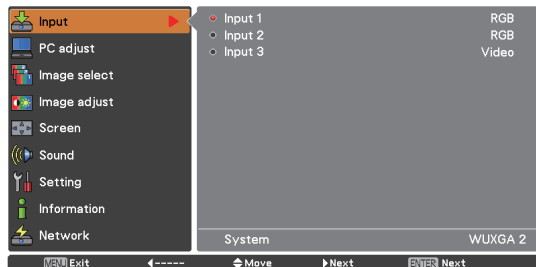 Input
PC adjust
Image select
Image adjust
Screen
Sound
Setting
Information
Network
Input 1 RGB
Input 2 RGB
Input 3 Video
System WUXGA 2
MENU Exit ◀----- Move Next ENTER Next